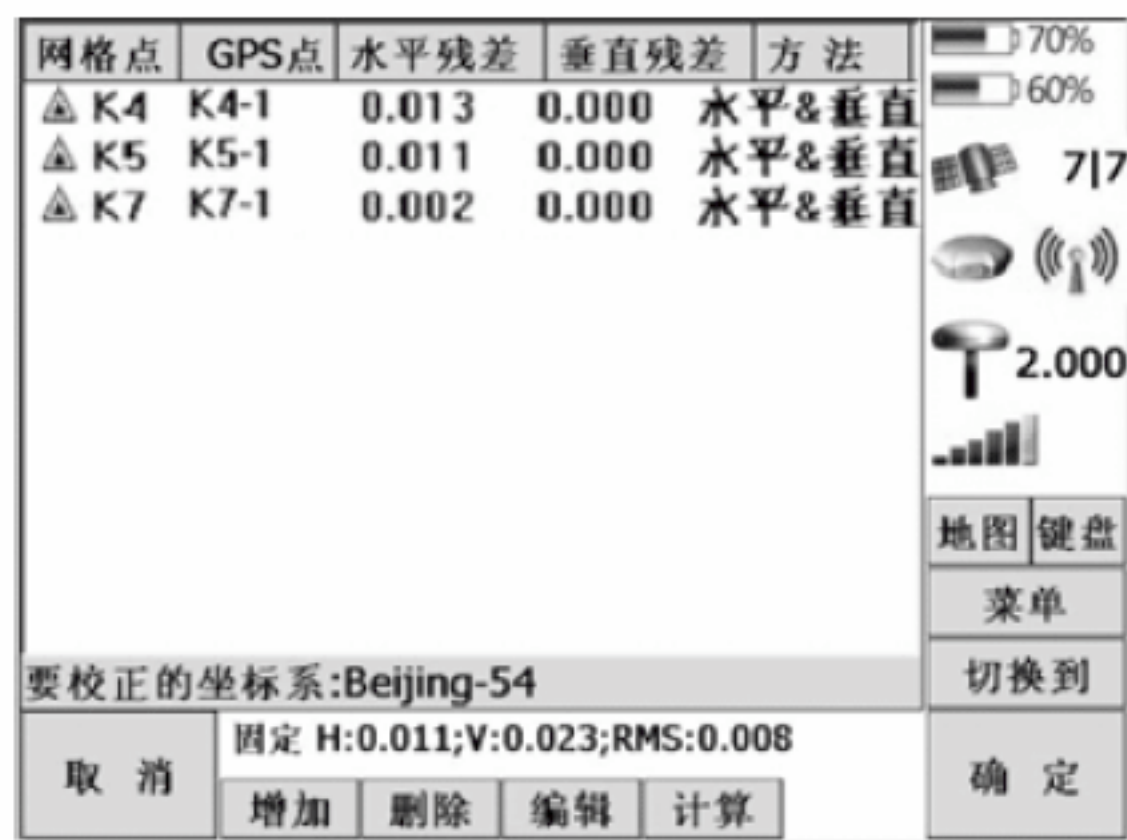 网格点 GPS点 水平残差 垂直残差 方 法
K4 K4-1 0.013 0.000 水平&垂直
K5 K5-1 0.011 0.000 水平&垂直
K7 K7-1 0.002 0.000 水平&垂直
70%
60%
7|7
2.000
地图 键盘
菜单
切换到
要校正的坐标系:Beijing-54
固定 H:0.011;V:0.023;RMS:0.008
取 消
增加 删除 编辑 计算
确 定